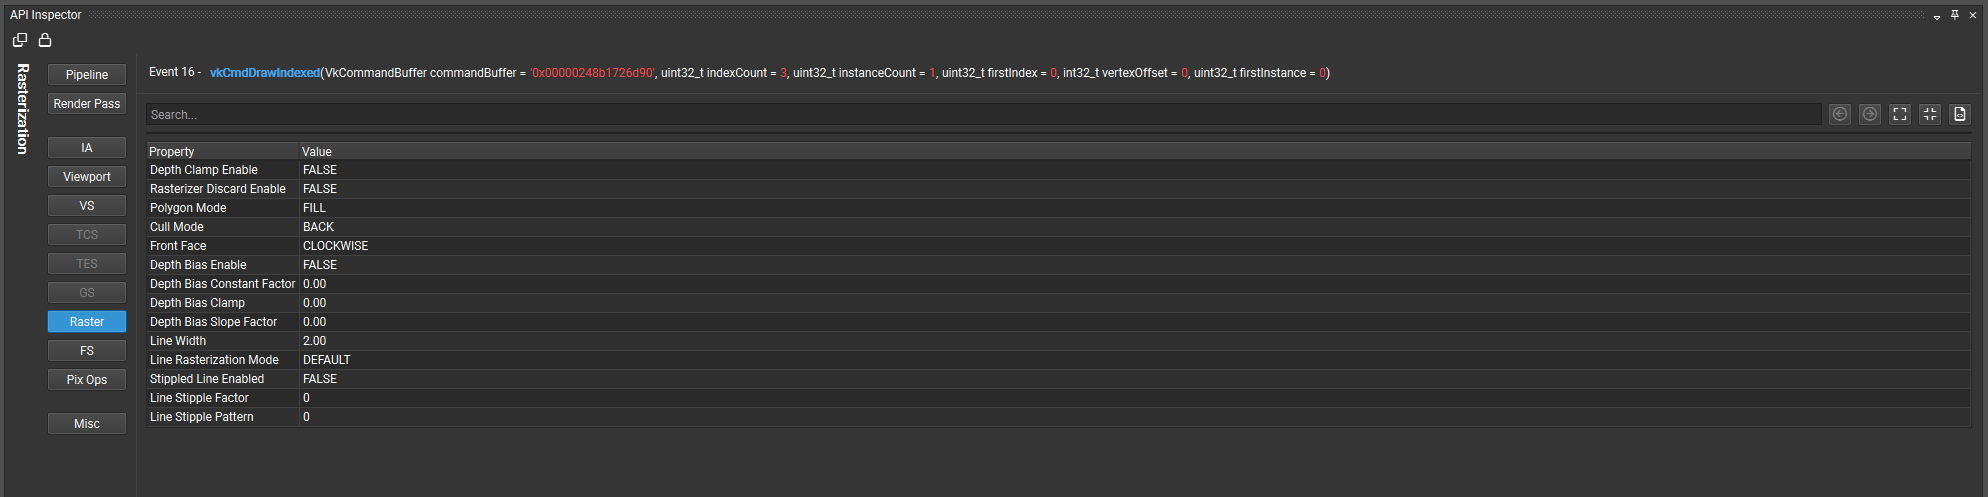 API Inspector
Rasterization
Pipeline
Render Pass
IA
Viewport
VS
TCS
TES
GS
Raster
FS
Pix Ops
Misc
Event 16 - vkCmdDrawIndexed(VkCommandBuffer commandBuffer = '0x00000248b1726d90', uint32_t indexCount = 3, uint32_t instanceCount = 1, uint32_t firstIndex = 0, int32_t vertexOffset = 0, uint32_t firstInstance = 0)
Search...
Property Value
Depth Clamp Enable FALSE
Rasterizer Discard Enable FALSE
Polygon Mode FILL
Cull Mode BACK
Front Face CLOCKWISE
Depth Bias Enable FALSE
Depth Bias Constant Factor 0.00
Depth Bias Clamp 0.00
Depth Bias Slope Factor 0.00
Line Width 2.00
Line Rasterization Mode DEFAULT
Stippled Line Enabled FALSE
Line Stipple Factor 0
Line Stipple Pattern 0